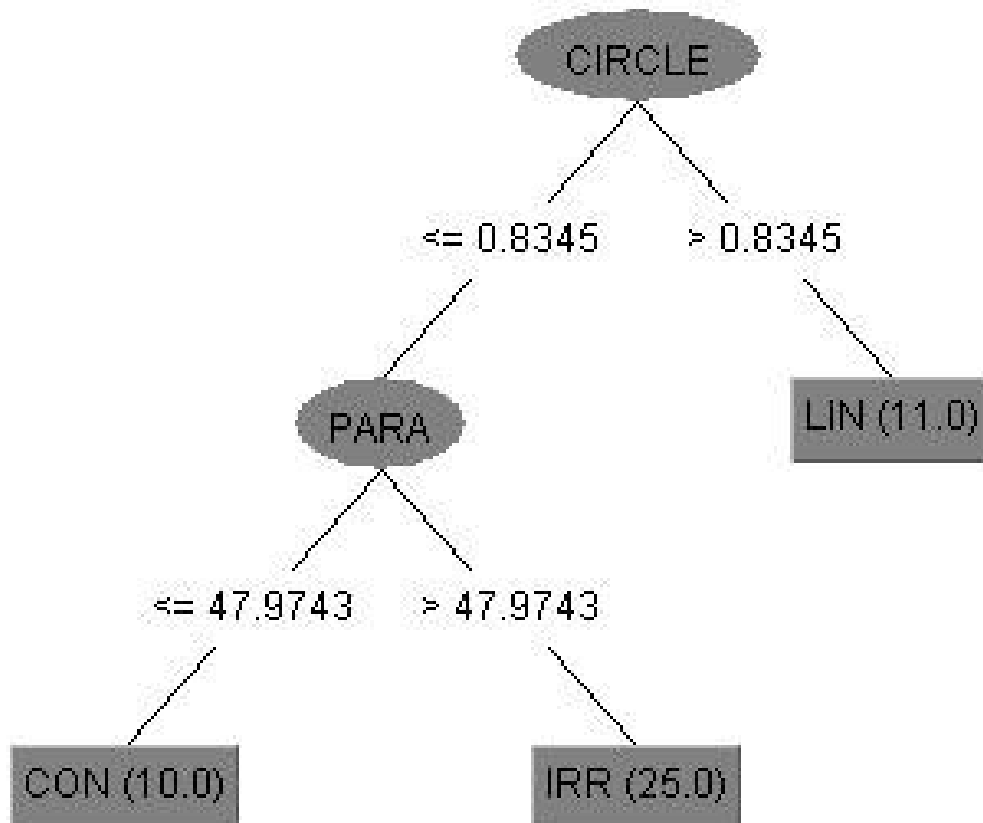 CIRCLE
<= 0.8345 > 0.8345
PARA
LIN (11.0)
<= 47.9743 > 47.9743
CON (10.0) IRR (25.0)